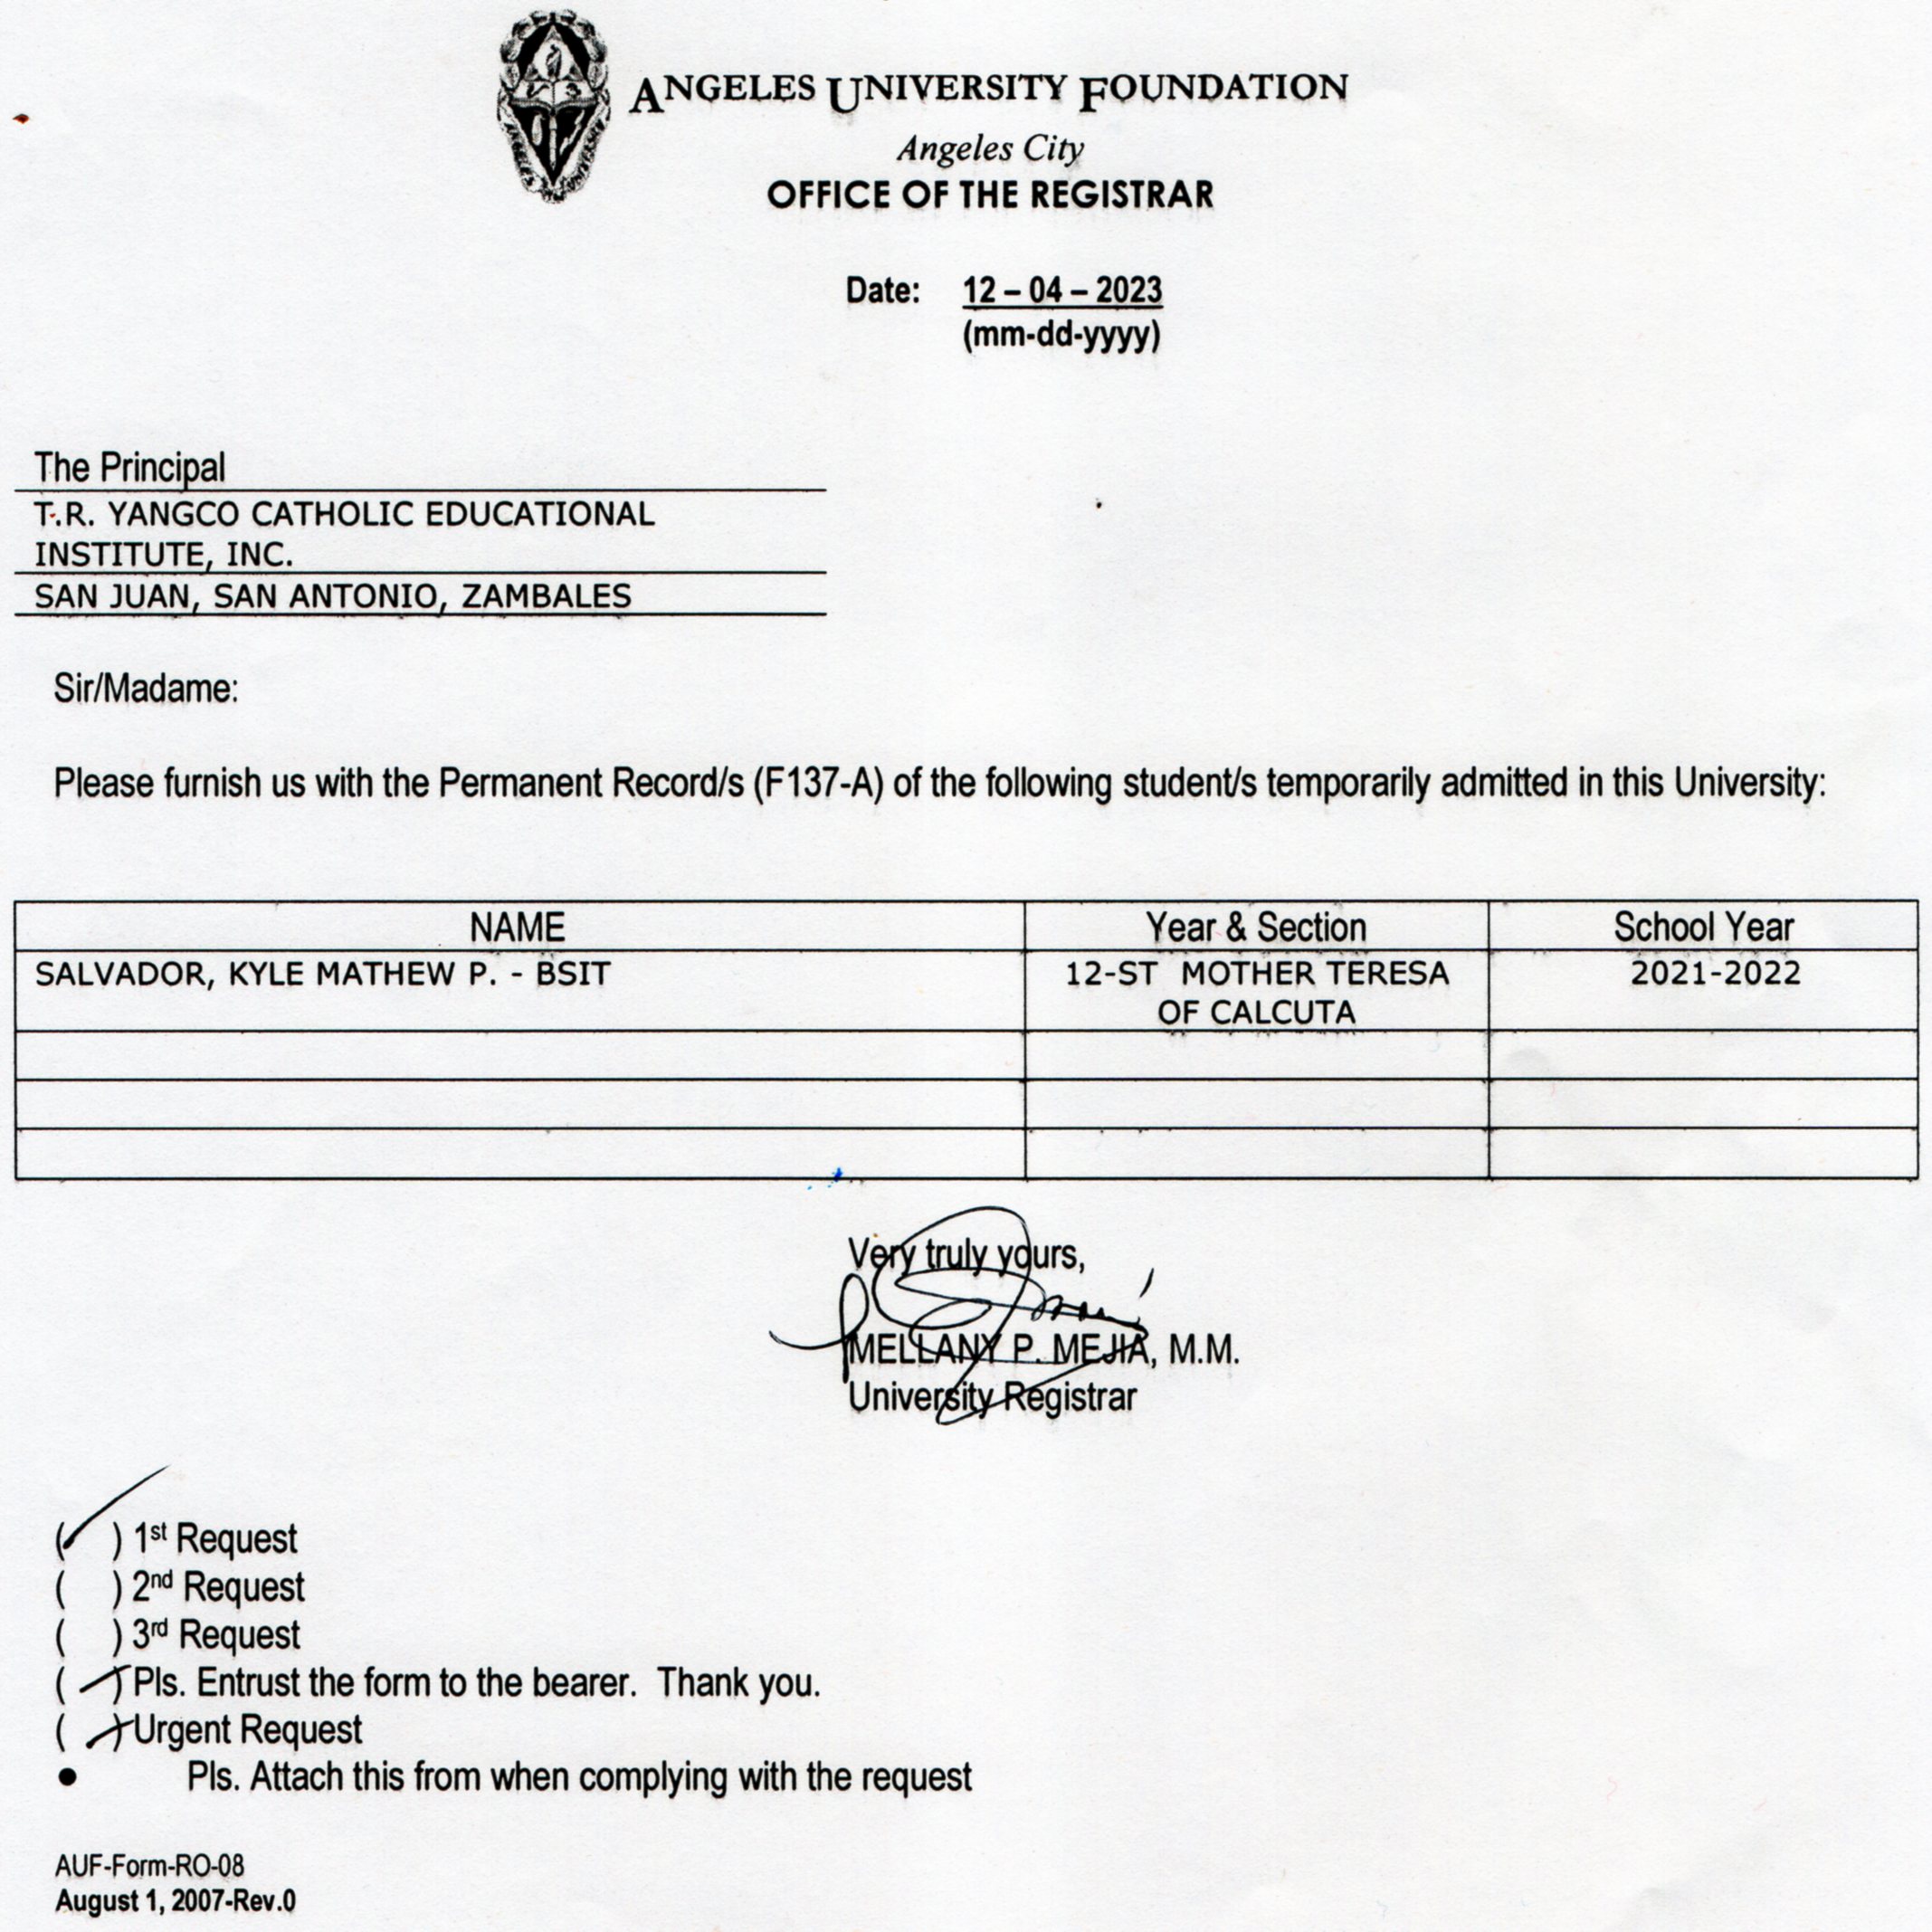 ANGELES UNIVERSITY FOUNDATION
Angeles City
OFFICE OF THE REGISTRAR
Date: 12 – 04 – 2023
(mm-dd-yyyy)
The Principal
T.R. YANGCO CATHOLIC EDUCATIONAL
INSTITUTE, INC.
SAN JUAN, SAN ANTONIO, ZAMBALES
Sir/Madame:
Please furnish us with the Permanent Record/s (F137-A) of the following student/s temporarily admitted in this University:
NAME Year & Section School Year
SALVADOR, KYLE MATHEW P. - BSIT 12-ST MOTHER TERESA 2021-2022
OF CALCUTA
Very truly yours,
MELLANY P. MEJIA, M.M.
University Registrar
(✓) 1st Request
( ) 2nd Request
( ) 3rd Request
(✓) Pls. Entrust the form to the bearer. Thank you.
(✓) Urgent Request
• Pls. Attach this from when complying with the request
AUF-Form-RO-08
August 1, 2007-Rev.0